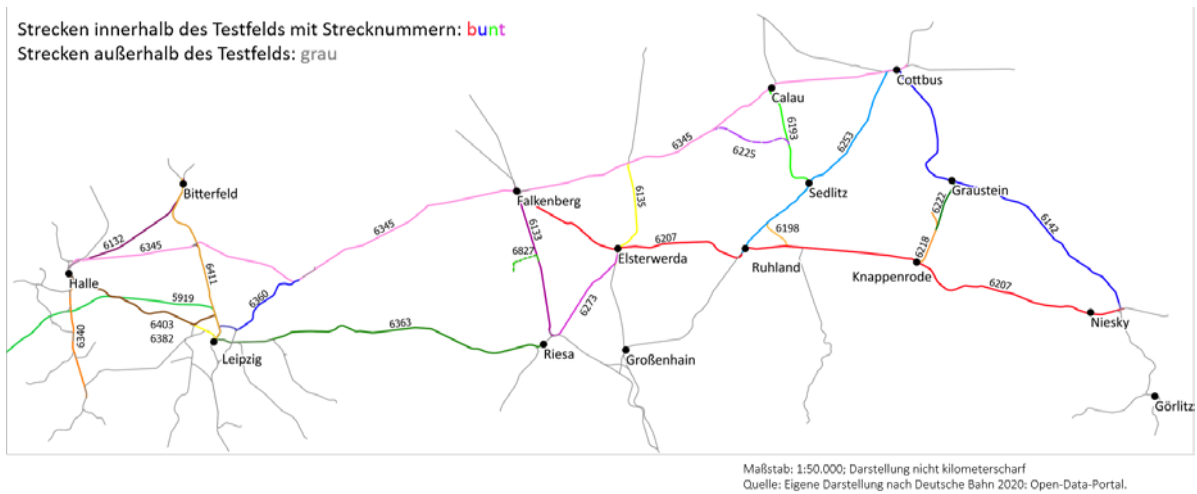 Strecken innerhalb des Testfelds mit Strecknummern: bunt
Strecken außerhalb des Testfelds: grau
Cottbus
Calau
6193
6345
6225
6253
Bitterfeld
Sedlitz
Graustein
Falkenberg
6135
6222
6345
6133
6142
6132
6345
6198
6827
Elsterwerda
6207
Ruhland
6218
Knappenrode
Halle
6411
6360
6273
6207
5919
6403
6382
6340
6363
Niesky
Leipzig
Riesa
Großenhain
Görlitz
Maßstab: 1:50.000; Darstellung nicht kilometerscharf
Quelle: Eigene Darstellung nach Deutsche Bahn 2020: Open-Data-Portal.